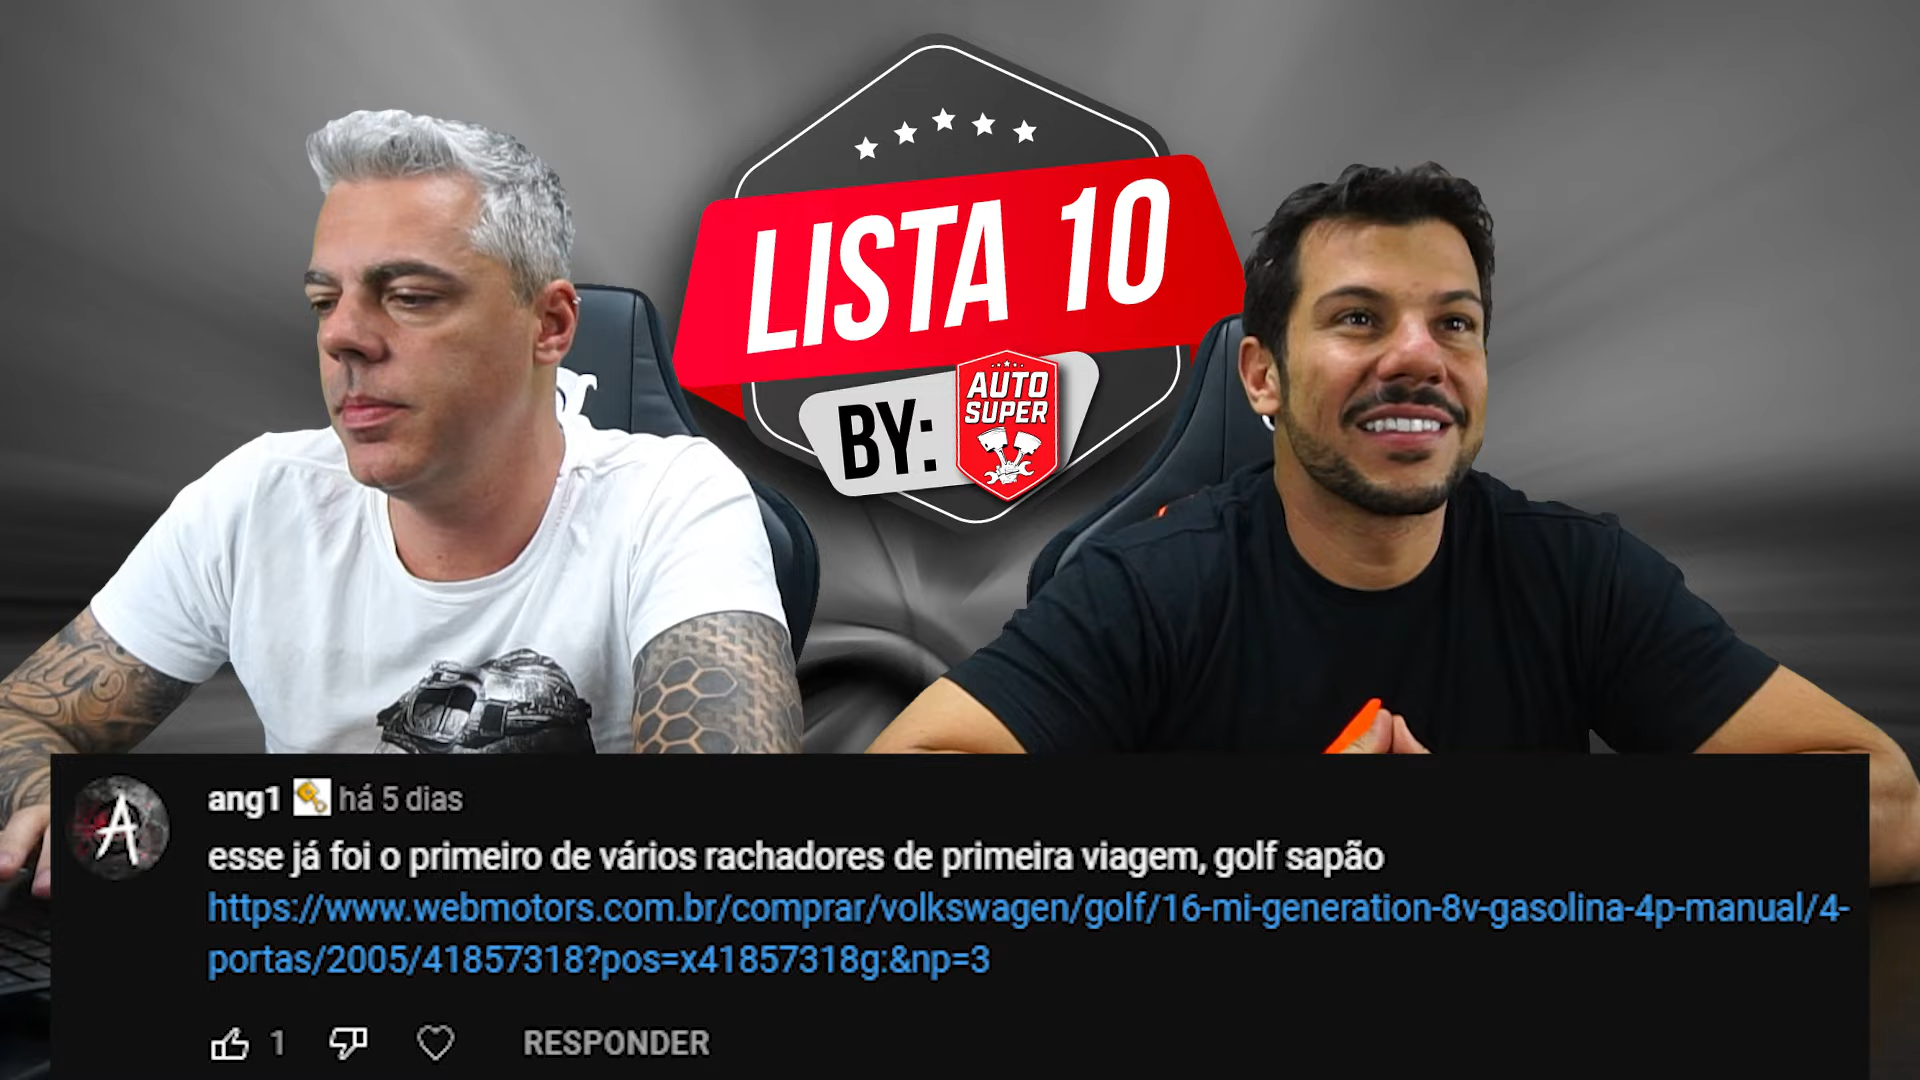 LISTA 10
BY:
AUTO
SUPER
ang1 há 5 dias
esse já foi o primeiro de vários rachadores de primeira viagem, golf sapão
https://www.webmotors.com.br/comprar/volkswagen/golf/16-mi-generation-8v-gasolina-4p-manual/4-
portas/2005/41857318?pos=x41857318g:&np=3
1
RESPONDER